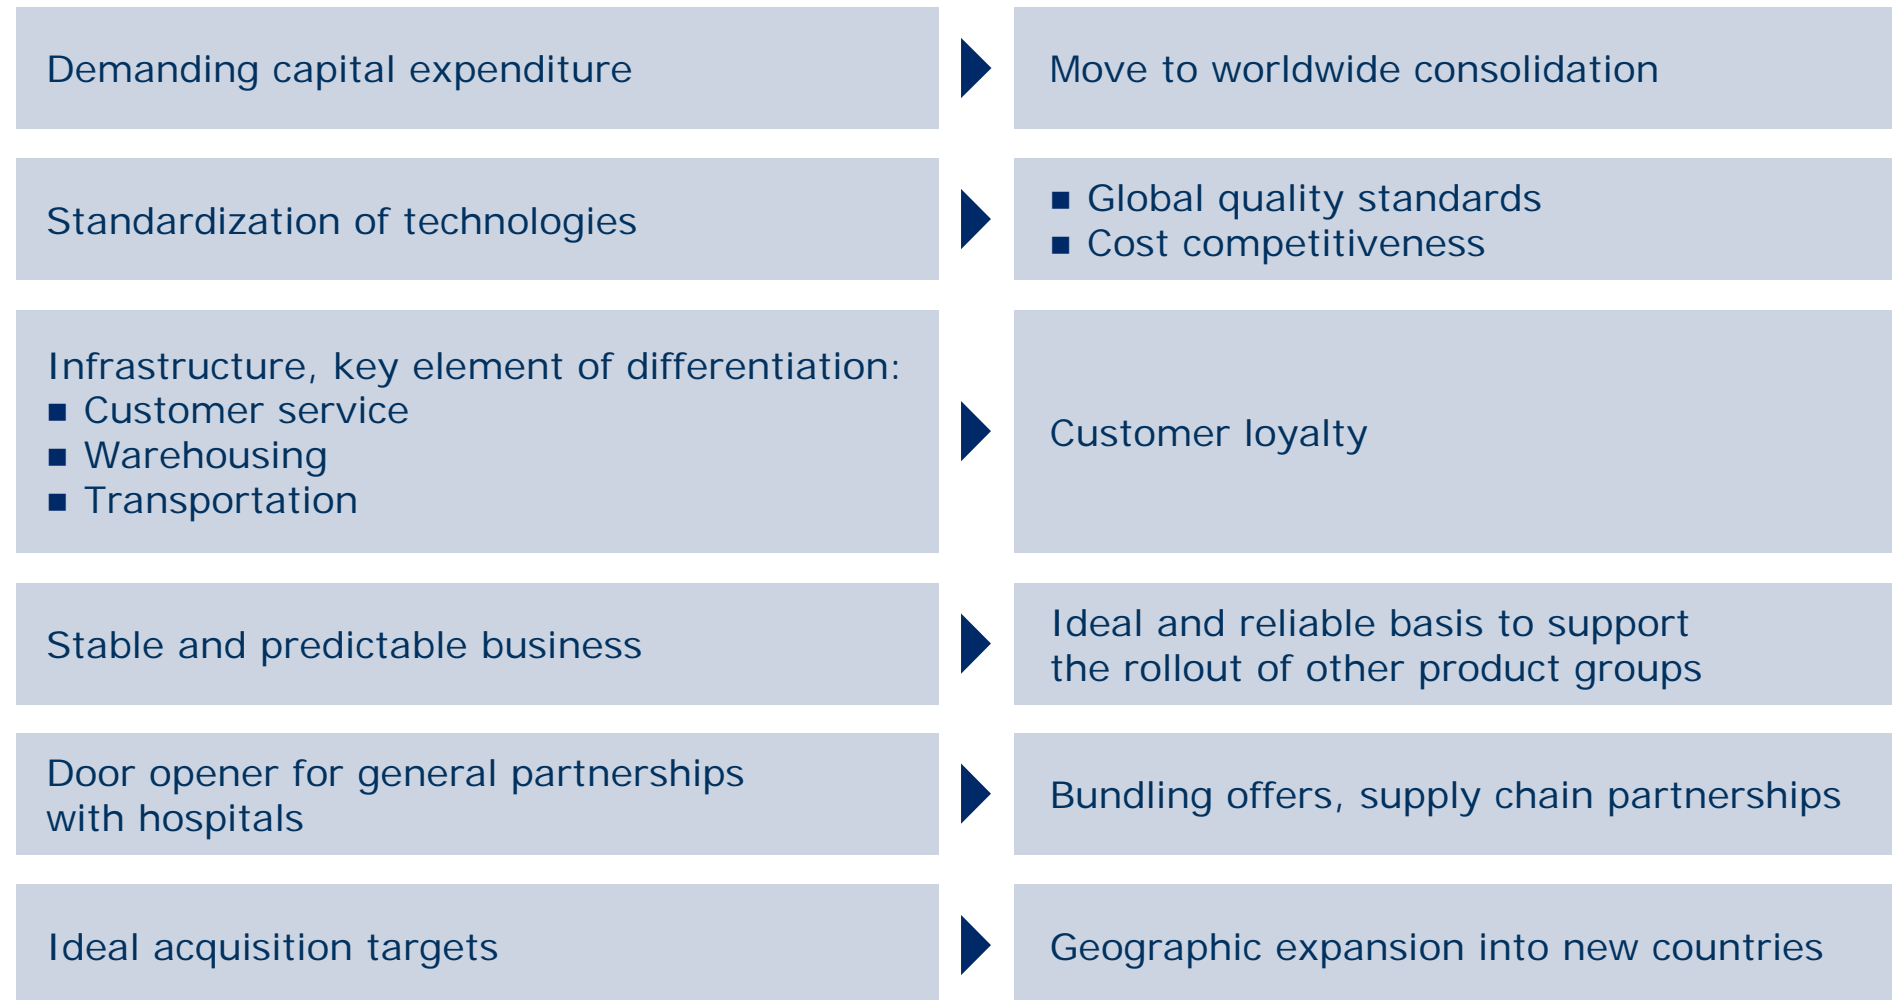 Demanding capital expenditure
Move to worldwide consolidation
Standardization of technologies
■ Global quality standards
■ Cost competitiveness
Infrastructure, key element of differentiation:
■ Customer service
■ Warehousing
■ Transportation
Customer loyalty
Stable and predictable business
Ideal and reliable basis to support
the rollout of other product groups
Door opener for general partnerships
with hospitals
Bundling offers, supply chain partnerships
Ideal acquisition targets
Geographic expansion into new countries